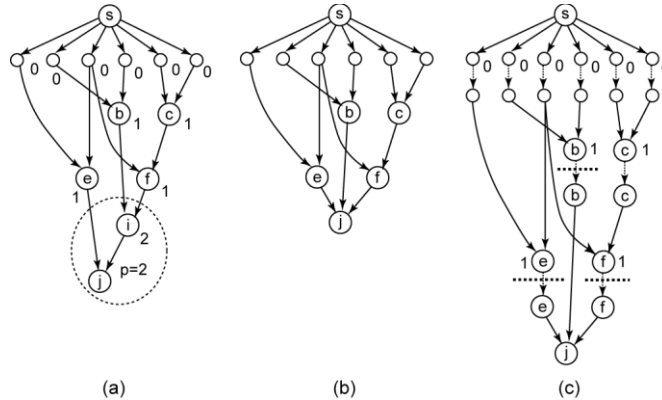 s
0 0 0 0 0 0
b 1 c 1
e 1 f 1
i 2
j p=2
(a)
s
b c
e f
j
(b)
s
0 0 0 0 0
b 1 c 1
b c
1 e f 1
e f
j
(c)